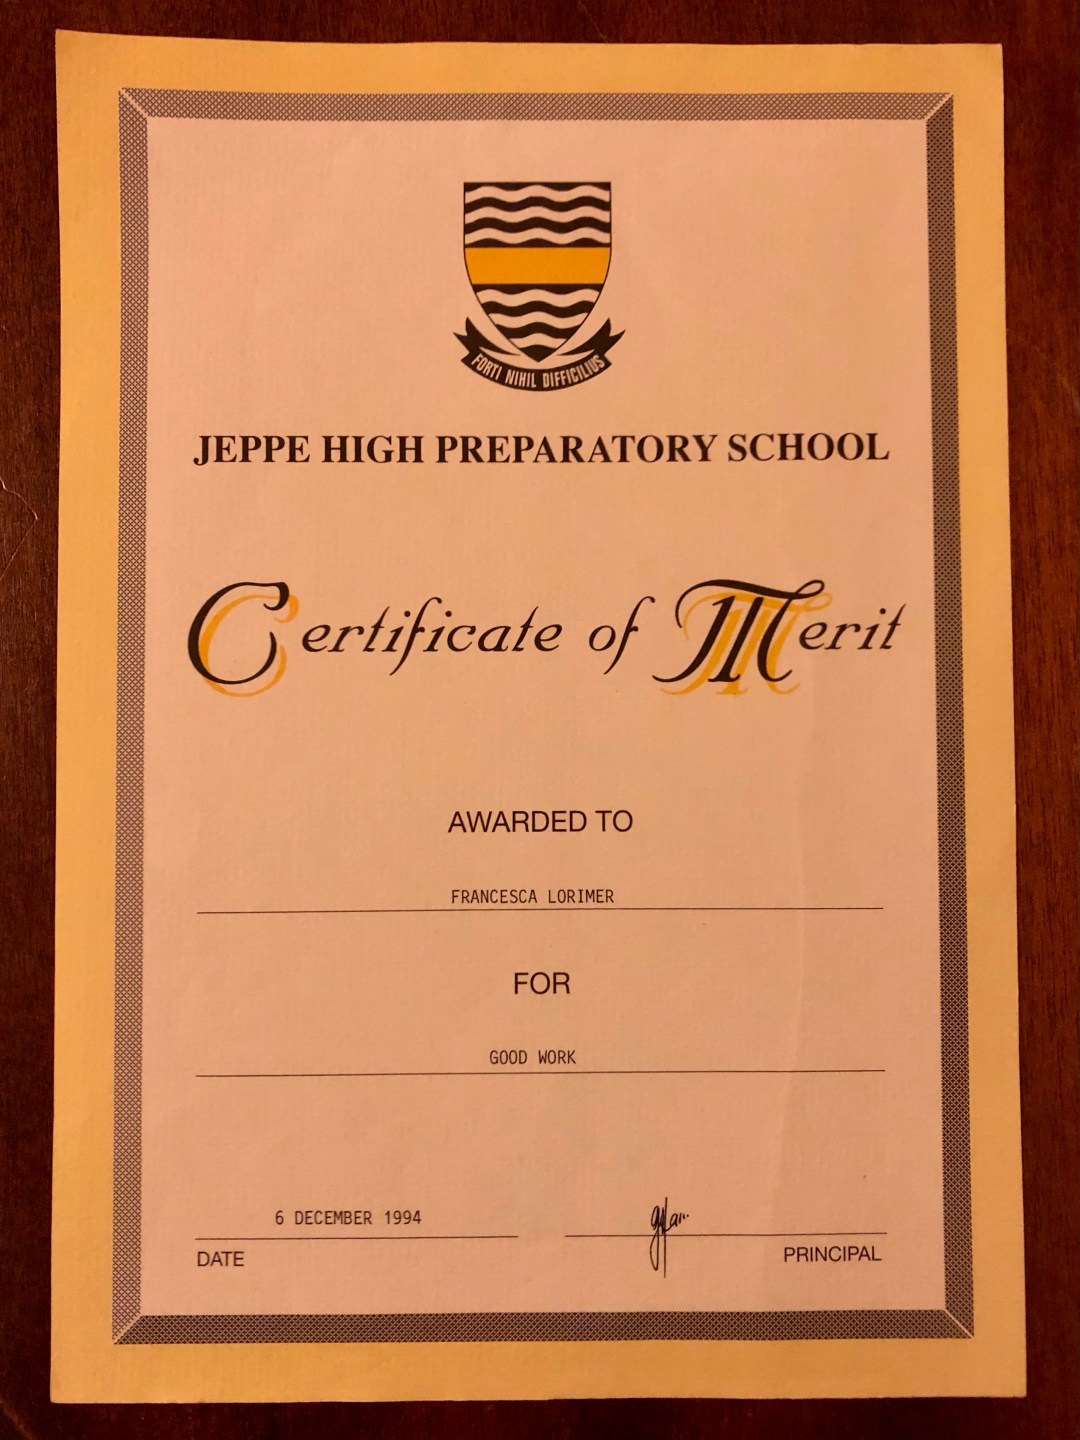 FORTI NIHIL DIFFICILIUS
JEPPE HIGH PREPARATORY SCHOOL
Certificate of Merit
AWARDED TO
FRANCESCA LORIMER
FOR
GOOD WORK
6 DECEMBER 1994
DATE
PRINCIPAL